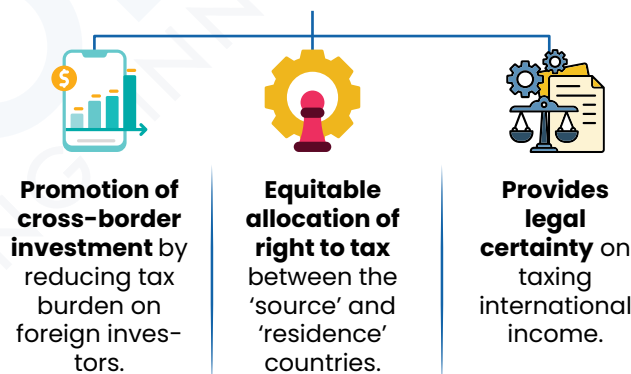 $
Promotion of
cross-border
investment by
reducing tax
burden on
foreign inves-
tors.
Equitable
allocation of
right to tax
between the
‘source’ and
‘residence’
countries.
Provides
legal
certainty on
taxing
international
income.